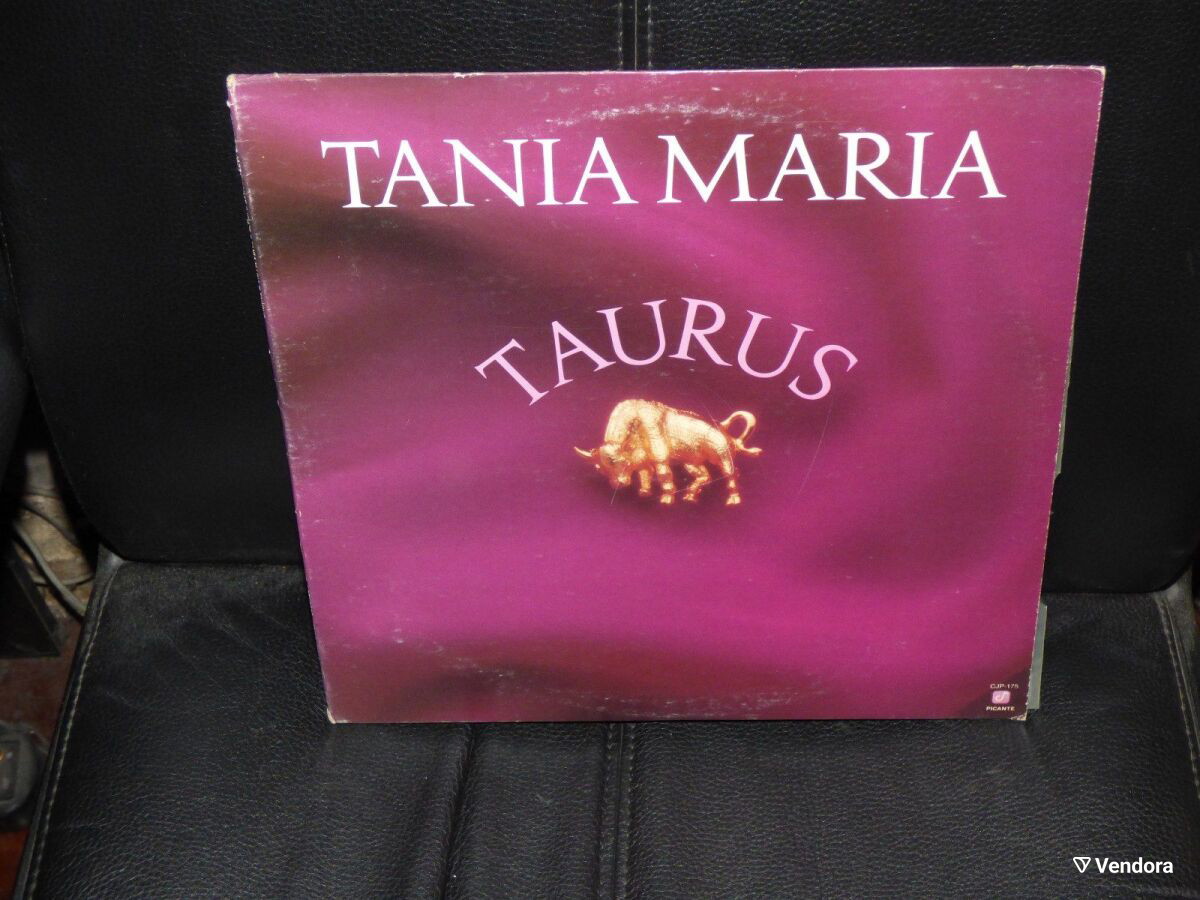 TANIA MARIA
TAURUS
CJP-175
PICANTE
Vendora